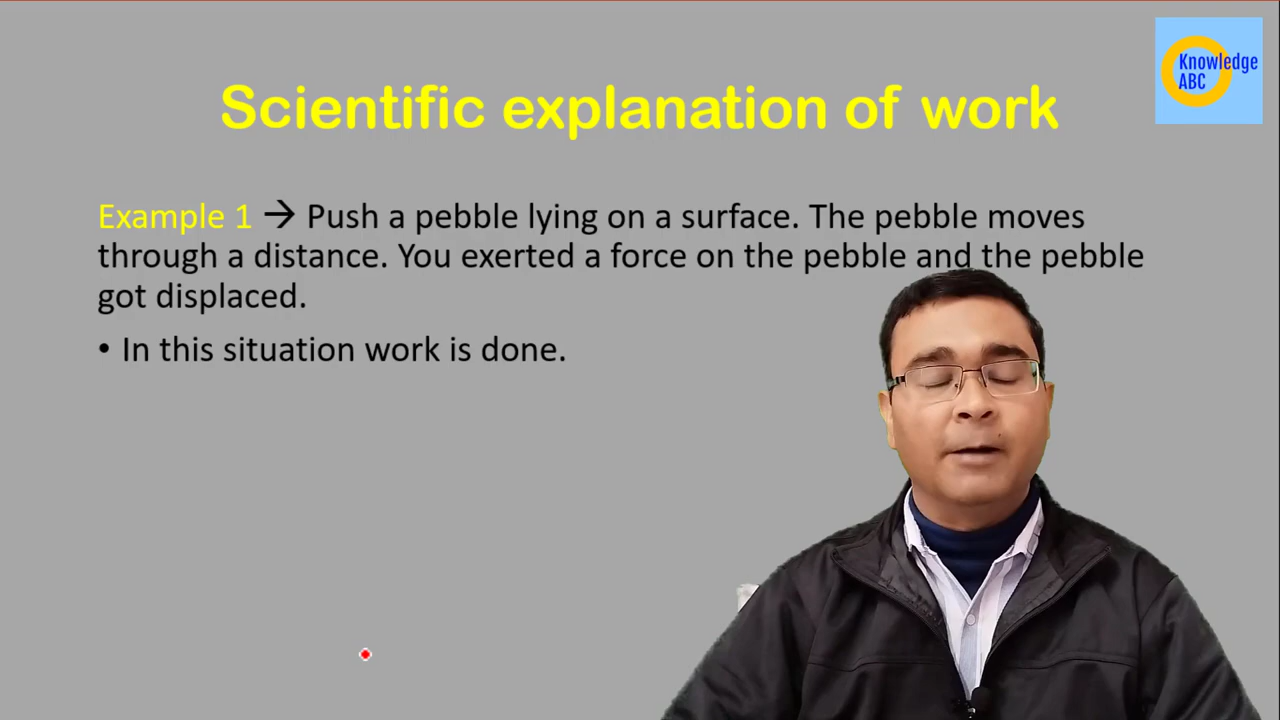 Knowledge
ABC
Scientific explanation of work
Example 1 → Push a pebble lying on a surface. The pebble moves
through a distance. You exerted a force on the pebble and the pebble
got displaced.
• In this situation work is done.